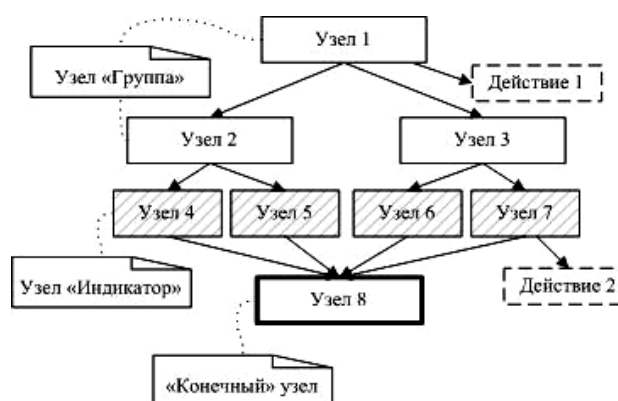 Узел 1
Узел «Группа»
Действие 1
Узел 2
Узел 3
Узел 4
Узел 5
Узел 6
Узел 7
Узел «Индикатор»
Узел 8
Действие 2
«Конечный» узел